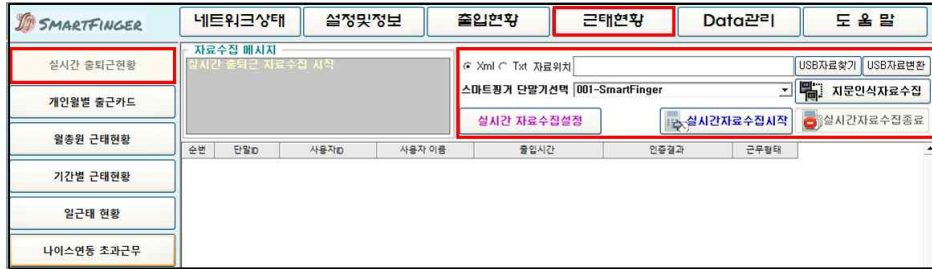 SMARTFINGER
네트워크상태 설정및정보 출입현황 근태현황 Data관리 도 움 말
실시간 출퇴근현황
개인월별 출근카드
월총원 근태현황
기간별 근태현황
일근태 현황
나이스연동 초과근무
자료수집 메시지
실시간 출퇴근 자료수집 시작
Xml Txt 자료위치 USB자료찾기 USB자료변환
스마트핑거 단말기선택 001-SmartFinger 지문인식자료수집
실시간 자료수집설정 실시간자료수집시작 실시간자료수집종료
순번 단말ID 사용자ID 사용자 이름 출입시간 인증결과 근무형태